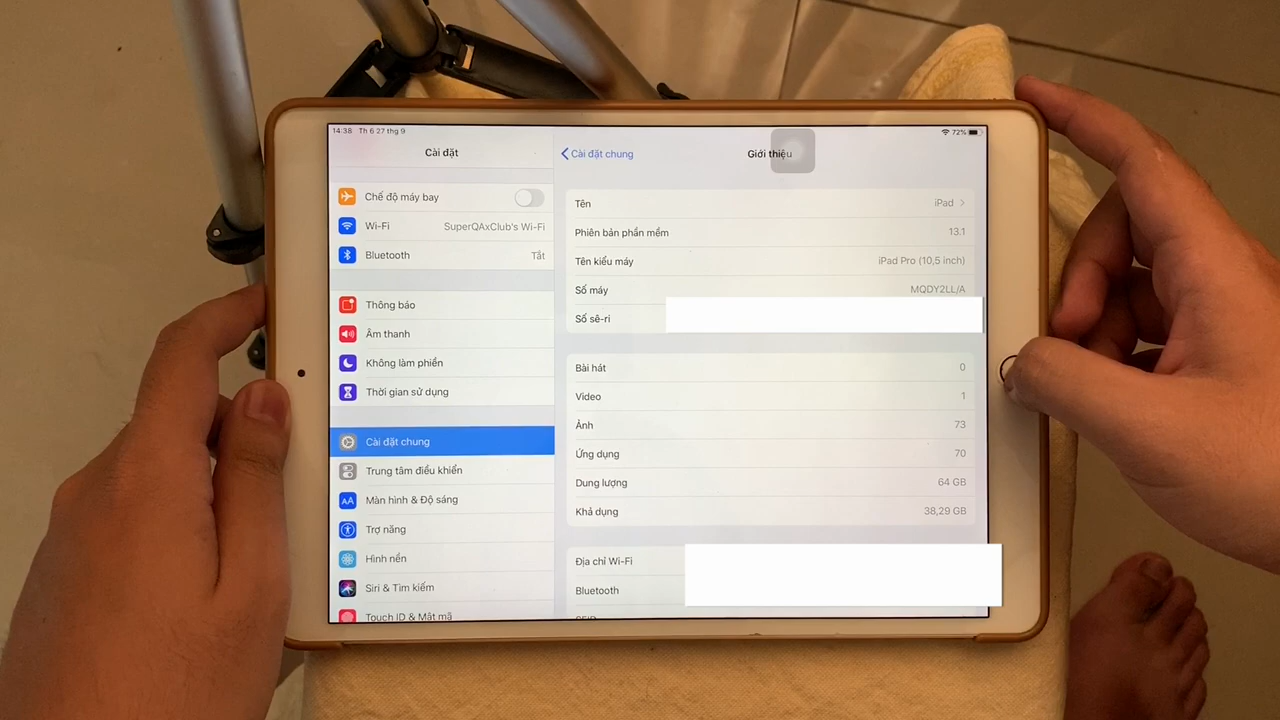 14:38 Th 6 27 thg 9
72%
Cài đặt
Chế độ máy bay
Wi-Fi SuperQAxClub's Wi-Fi
Bluetooth Tắt
Thông báo
Âm thanh
Không làm phiền
Thời gian sử dụng
Cài đặt chung
Trung tâm điều khiển
AA Màn hình & Độ sáng
Trợ năng
Hình nền
Siri & Tìm kiếm
Touch ID & Mật mã
Cài đặt chung Giới thiệu
Tên iPad
Phiên bản phần mềm 13.1
Tên kiểu máy iPad Pro (10,5 inch)
Số máy MQDY2LL/A
Số sê-ri
Bài hát 0
Video 1
Ảnh 73
Ứng dụng 70
Dung lượng 64 GB
Khả dụng 38,29 GB
Địa chỉ Wi-Fi
Bluetooth
SEID